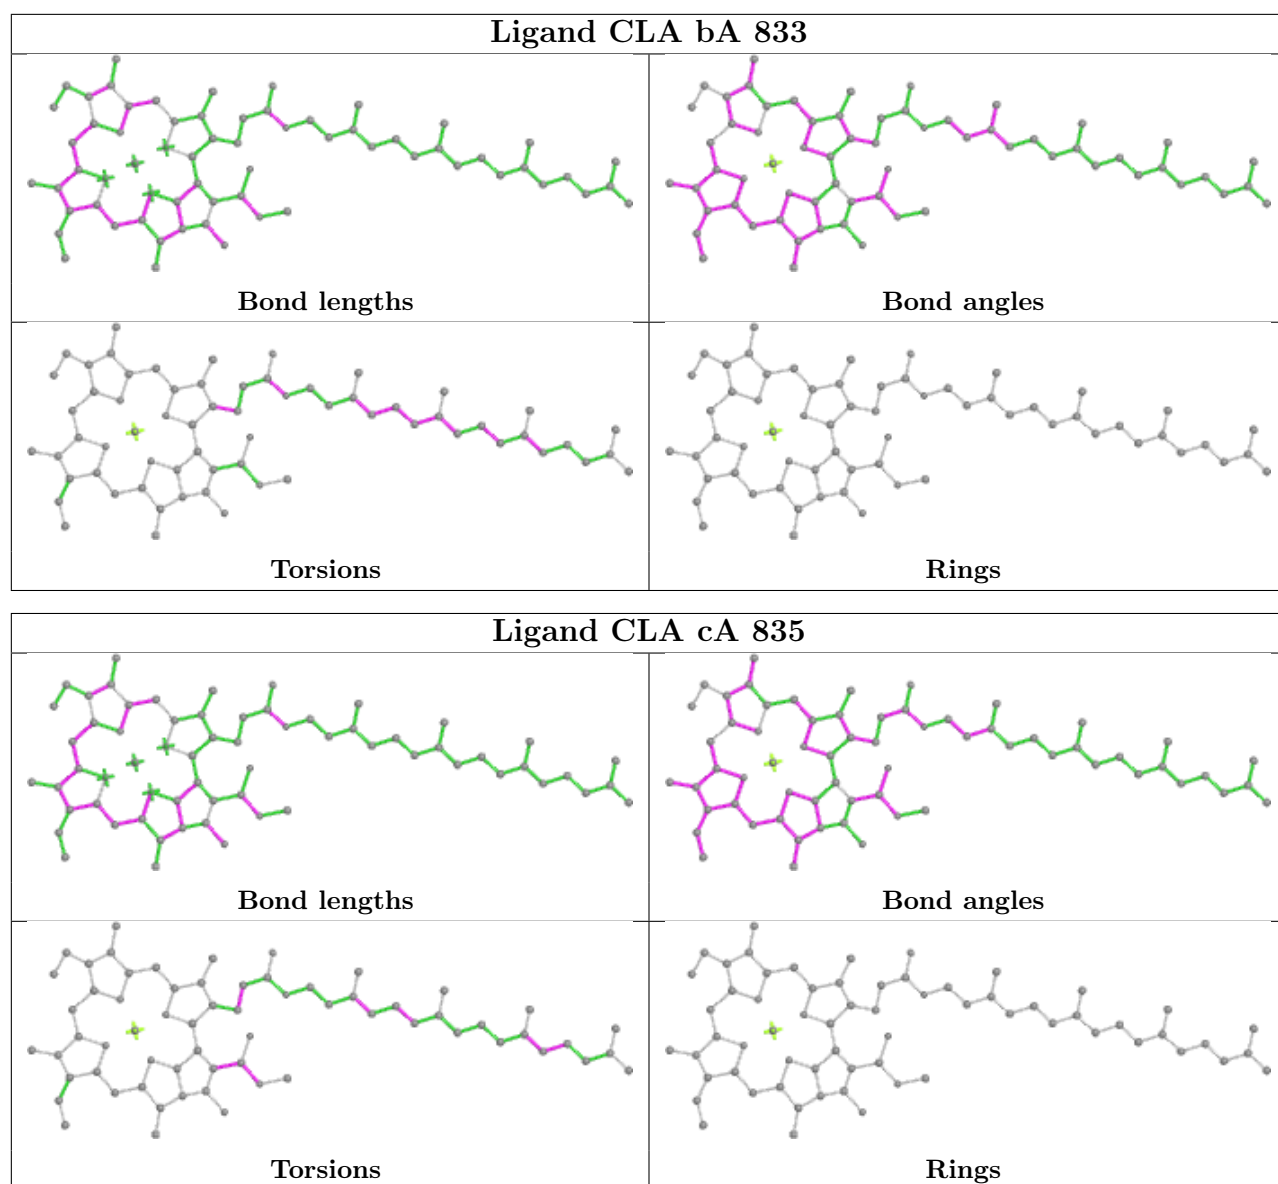 Ligand CLA bA 833
Bond lengths
Bond angles
Torsions
Rings
Ligand CLA cA 835
Bond lengths
Bond angles
Torsions
Rings